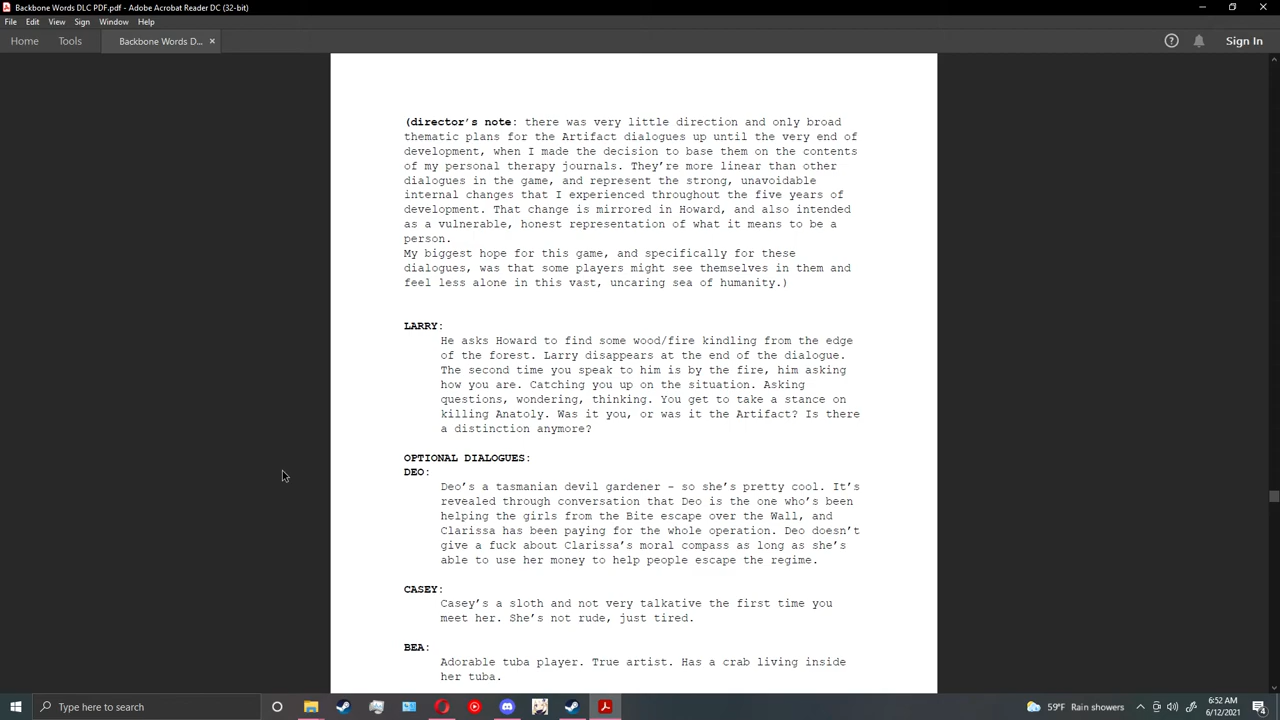 Backbone Words DLC PDF.pdf - Adobe Acrobat Reader DC (32-bit)
File Edit View Sign Window Help
Home Tools Backbone Words D... × Sign In
(director's note: there was very little direction and only broad
thematic plans for the Artifact dialogues up until the very end of
development, when I made the decision to base them on the contents
of my personal therapy journals. They're more linear than other
dialogues in the game, and represent the strong, unavoidable
internal changes that I experienced throughout the five years of
development. That change is mirrored in Howard, and also intended
as a vulnerable, honest representation of what it means to be a
person.
My biggest hope for this game, and specifically for these
dialogues, was that some players might see themselves in them and
feel less alone in this vast, uncaring sea of humanity.)
LARRY:
He asks Howard to find some wood/fire kindling from the edge
of the forest. Larry disappears at the end of the dialogue.
The second time you speak to him is by the fire, him asking
how you are. Catching you up on the situation. Asking
questions, wondering, thinking. You get to take a stance on
killing Anatoly. Was it you, or was it the Artifact? Is there
a distinction anymore?
OPTIONAL DIALOGUES:
DEO:
Deo's a tasmanian devil gardener – so she's pretty cool. It's
revealed through conversation that Deo is the one who's been
helping the girls from the Bite escape over the Wall, and
Clarissa has been paying for the whole operation. Deo doesn't
give a fuck about Clarissa's moral compass as long as she's
able to use her money to help people escape the regime.
CASEY:
Casey's a sloth and not very talkative the first time you
meet her. She's not rude, just tired.
BEA:
Adorable tuba player. True artist. Has a crab living inside
her tuba.
Type here to search
59°F Rain showers
6:52 AM
6/12/2021